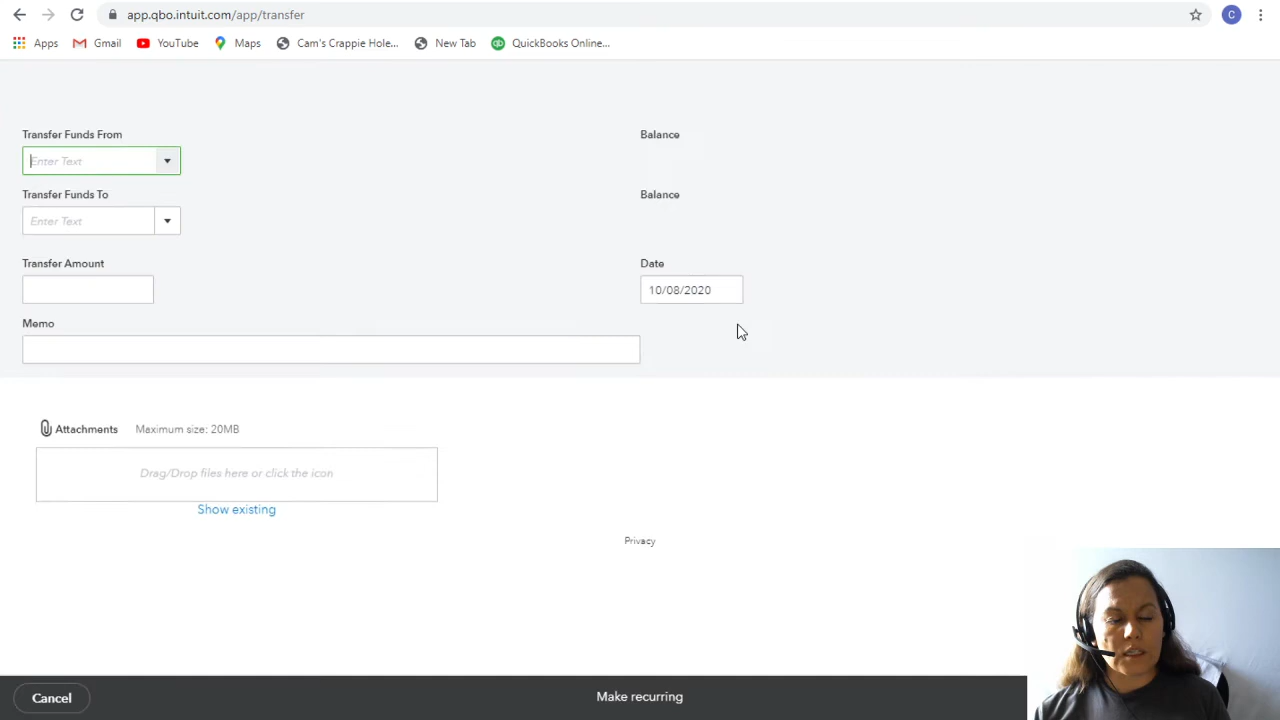 app.qbo.intuit.com/app/transfer
C
Apps Gmail YouTube Maps Cam's Crappie Hole... New Tab QuickBooks Online...
Transfer Funds From Balance
Enter Text
Transfer Funds To Balance
Enter Text
Transfer Amount Date
10/08/2020
Memo
Attachments Maximum size: 20MB
Drag/Drop files here or click the icon
Show existing
Privacy
Cancel Make recurring